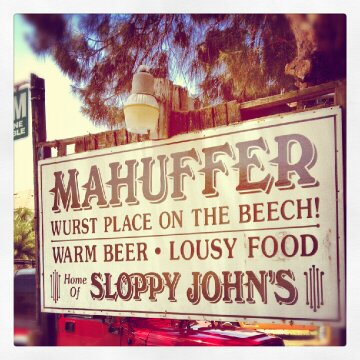 MAHUFFER
WURST PLACE ON THE BEECH!
WARM BEER • LOUSY FOOD
Home Of SLOPPY JOHN'S